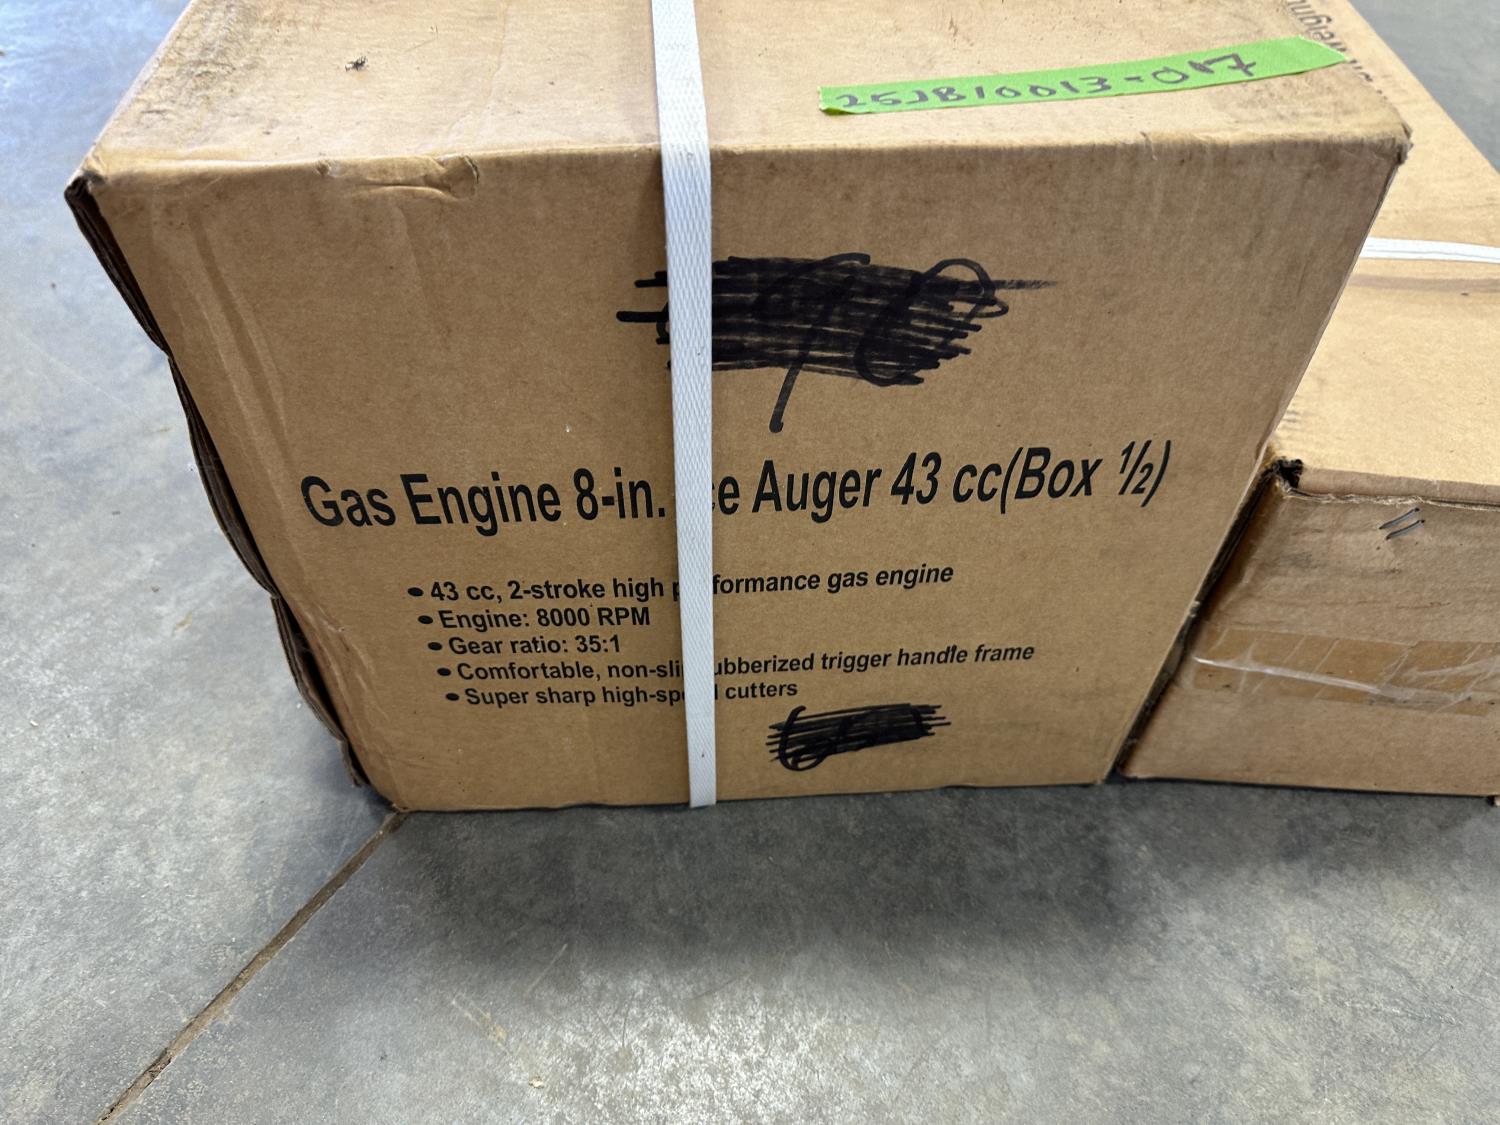 25JB10013-017
Gas Engine 8-in. ce Auger 43 cc(Box ½)
• 43 cc, 2-stroke high p formance gas engine
• Engine: 8000 RPM
• Gear ratio: 35:1
• Comfortable, non-sli ubberized trigger handle frame
• Super sharp high-sp d cutters